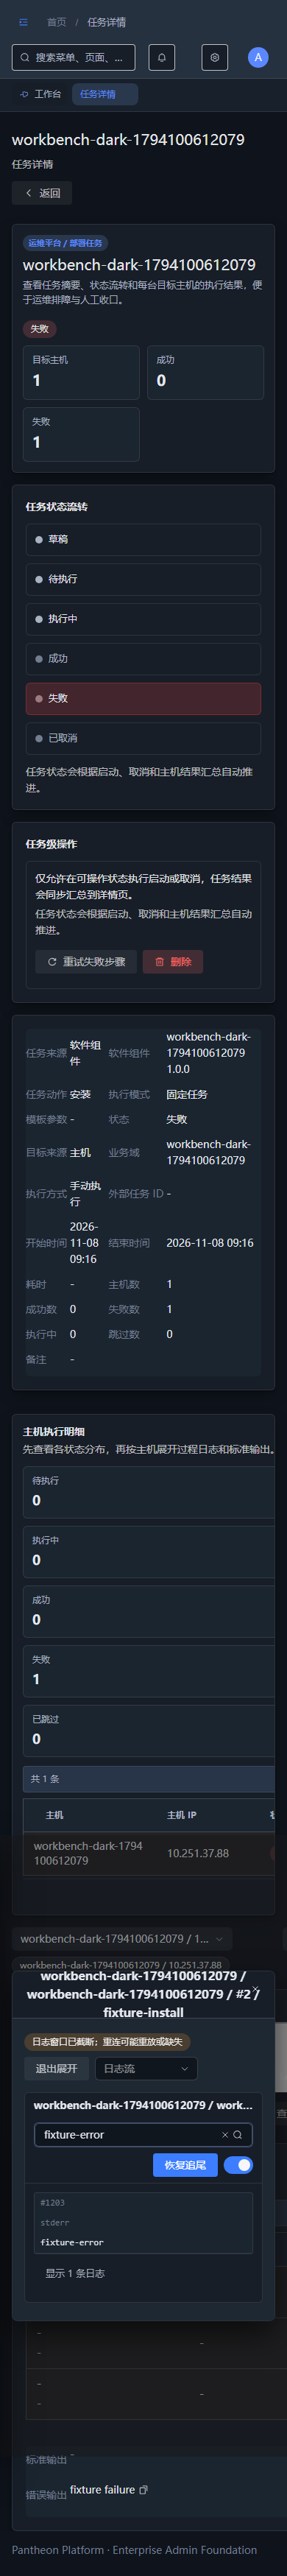 首页 / 任务详情
搜索菜单、页面、...
A
工作台
任务详情
workbench-dark-1794100612079
任务详情
返回
运维平台 / 部署任务
workbench-dark-1794100612079
查看任务摘要、状态流转和每台目标主机的执行结果，便
于运维排障与人工收口。
失败
目标主机
1
成功
0
失败
1
任务状态流转
草稿
待执行
执行中
成功
失败
已取消
任务状态会根据启动、取消和主机结果汇总自动推
进。
任务级操作
仅允许在可操作状态执行启动或取消，任务结果
会同步汇总到详情页。
任务状态会根据启动、取消和主机结果汇总自动
推进。
重试失败步骤
删除
任务来源 软件组件 软件组件 workbench-dark-1794100612079 1.0.0
任务动作 安装 执行模式 固定任务
模板参数 - 状态 失败
目标来源 主机 业务域 workbench-dark-1794100612079
执行方式 手动执行 外部任务 ID -
开始时间 2026-11-08 09:16 结束时间 2026-11-08 09:16
耗时 - 主机数 1
成功数 0 失败数 1
执行中 0 跳过数 0
备注 -
主机执行明细
先查看各状态分布，再按主机展开过程日志和标准输出。
待执行
0
执行中
0
成功
0
失败
1
已跳过
0
共 1 条
主机 主机 IP
workbench-dark-1794100612079 10.251.37.88
workbench-dark-1794100612079 / 1...
workbench-dark-1794100612079 / 10.251.37.88
workbench-dark-1794100612079 /
workbench-dark-1794100612079 / #2 /
fixture-install
日志窗口已截断；重连可能重放或缺失
退出展开
日志流
workbench-dark-1794100612079 / work...
fixture-error
恢复追尾
#1203
stderr
fixture-error
显示 1 条日志
查
-
-
-
-
-
-
标准输出 -
错误输出 fixture failure
Pantheon Platform · Enterprise Admin Foundation